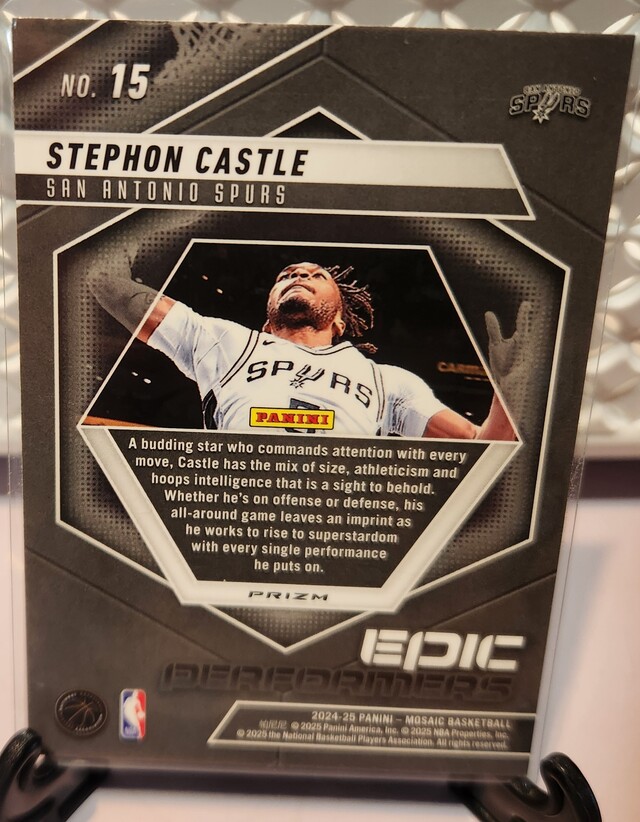 NO. 15
SAN ANTONIO
SPURS
STEPHON CASTLE
SAN ANTONIO SPURS
SPURS
PANINI
A budding star who commands attention with every
move, Castle has the mix of size, athleticism and
hoops intelligence that is a sight to behold.
Whether he's on offense or defense, his
all-around game leaves an imprint as
he works to rise to superstardom
with every single performance
he puts on.
PRIZM
EPIC
PERFORMERS
2024-25 PANINI – MOSAIC BASKETBALL
© 2025 Panini America, Inc. © 2025 NBA Properties, Inc.
© 2025 the National Basketball Players Association. All rights reserved.